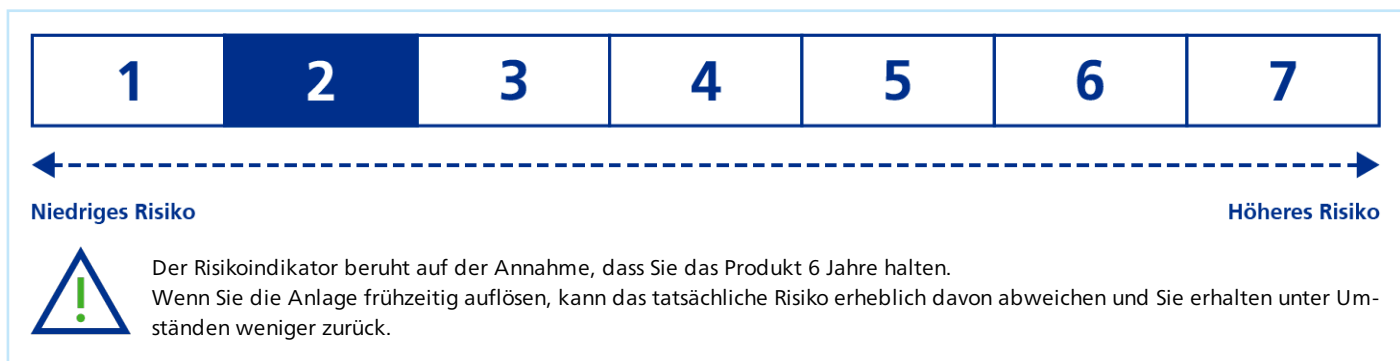 1 2 3 4 5 6 7
Niedriges Risiko Höheres Risiko
Der Risikoindikator beruht auf der Annahme, dass Sie das Produkt 6 Jahre halten.
Wenn Sie die Anlage frühzeitig auflösen, kann das tatsächliche Risiko erheblich davon abweichen und Sie erhalten unter Um-
ständen weniger zurück.